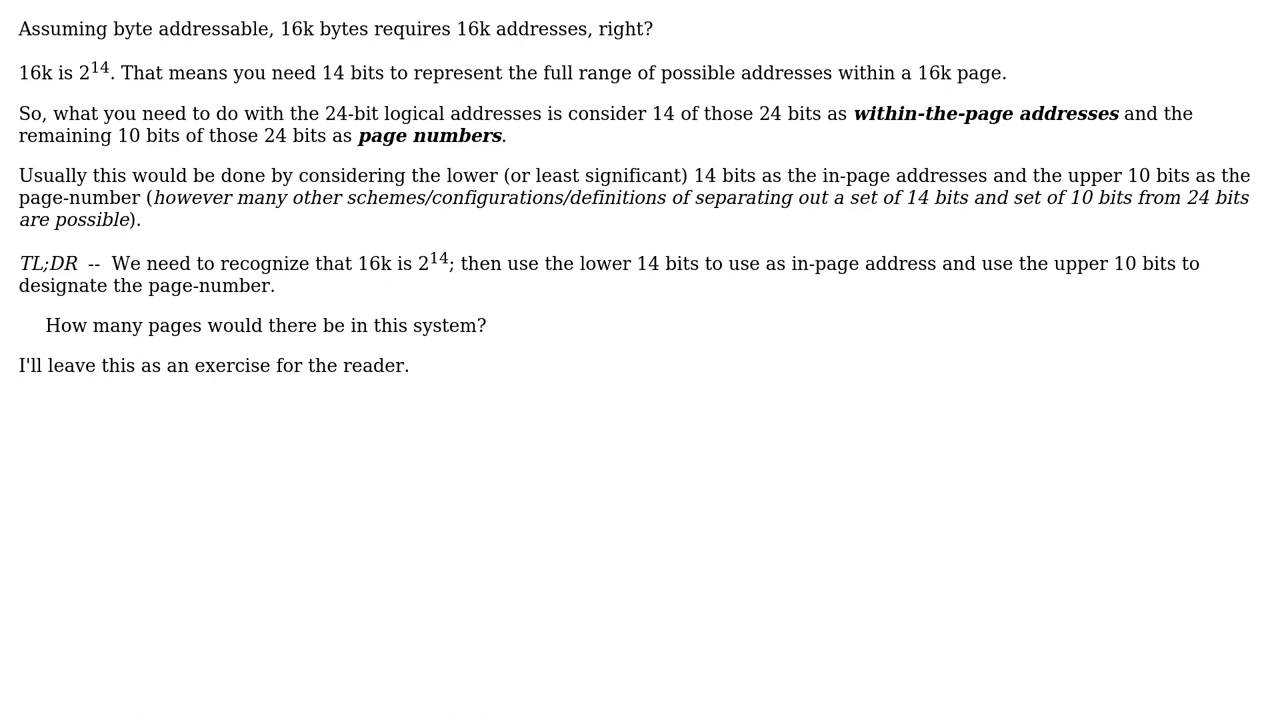 Assuming byte addressable, 16k bytes requires 16k addresses, right?
16k is 2^14. That means you need 14 bits to represent the full range of possible addresses within a 16k page.
So, what you need to do with the 24-bit logical addresses is consider 14 of those 24 bits as within-the-page addresses and the
remaining 10 bits of those 24 bits as page numbers.
Usually this would be done by considering the lower (or least significant) 14 bits as the in-page addresses and the upper 10 bits as the
page-number (however many other schemes/configurations/definitions of separating out a set of 14 bits and set of 10 bits from 24 bits
are possible).
TL;DR -- We need to recognize that 16k is 2^14; then use the lower 14 bits to use as in-page address and use the upper 10 bits to
designate the page-number.
How many pages would there be in this system?
I'll leave this as an exercise for the reader.